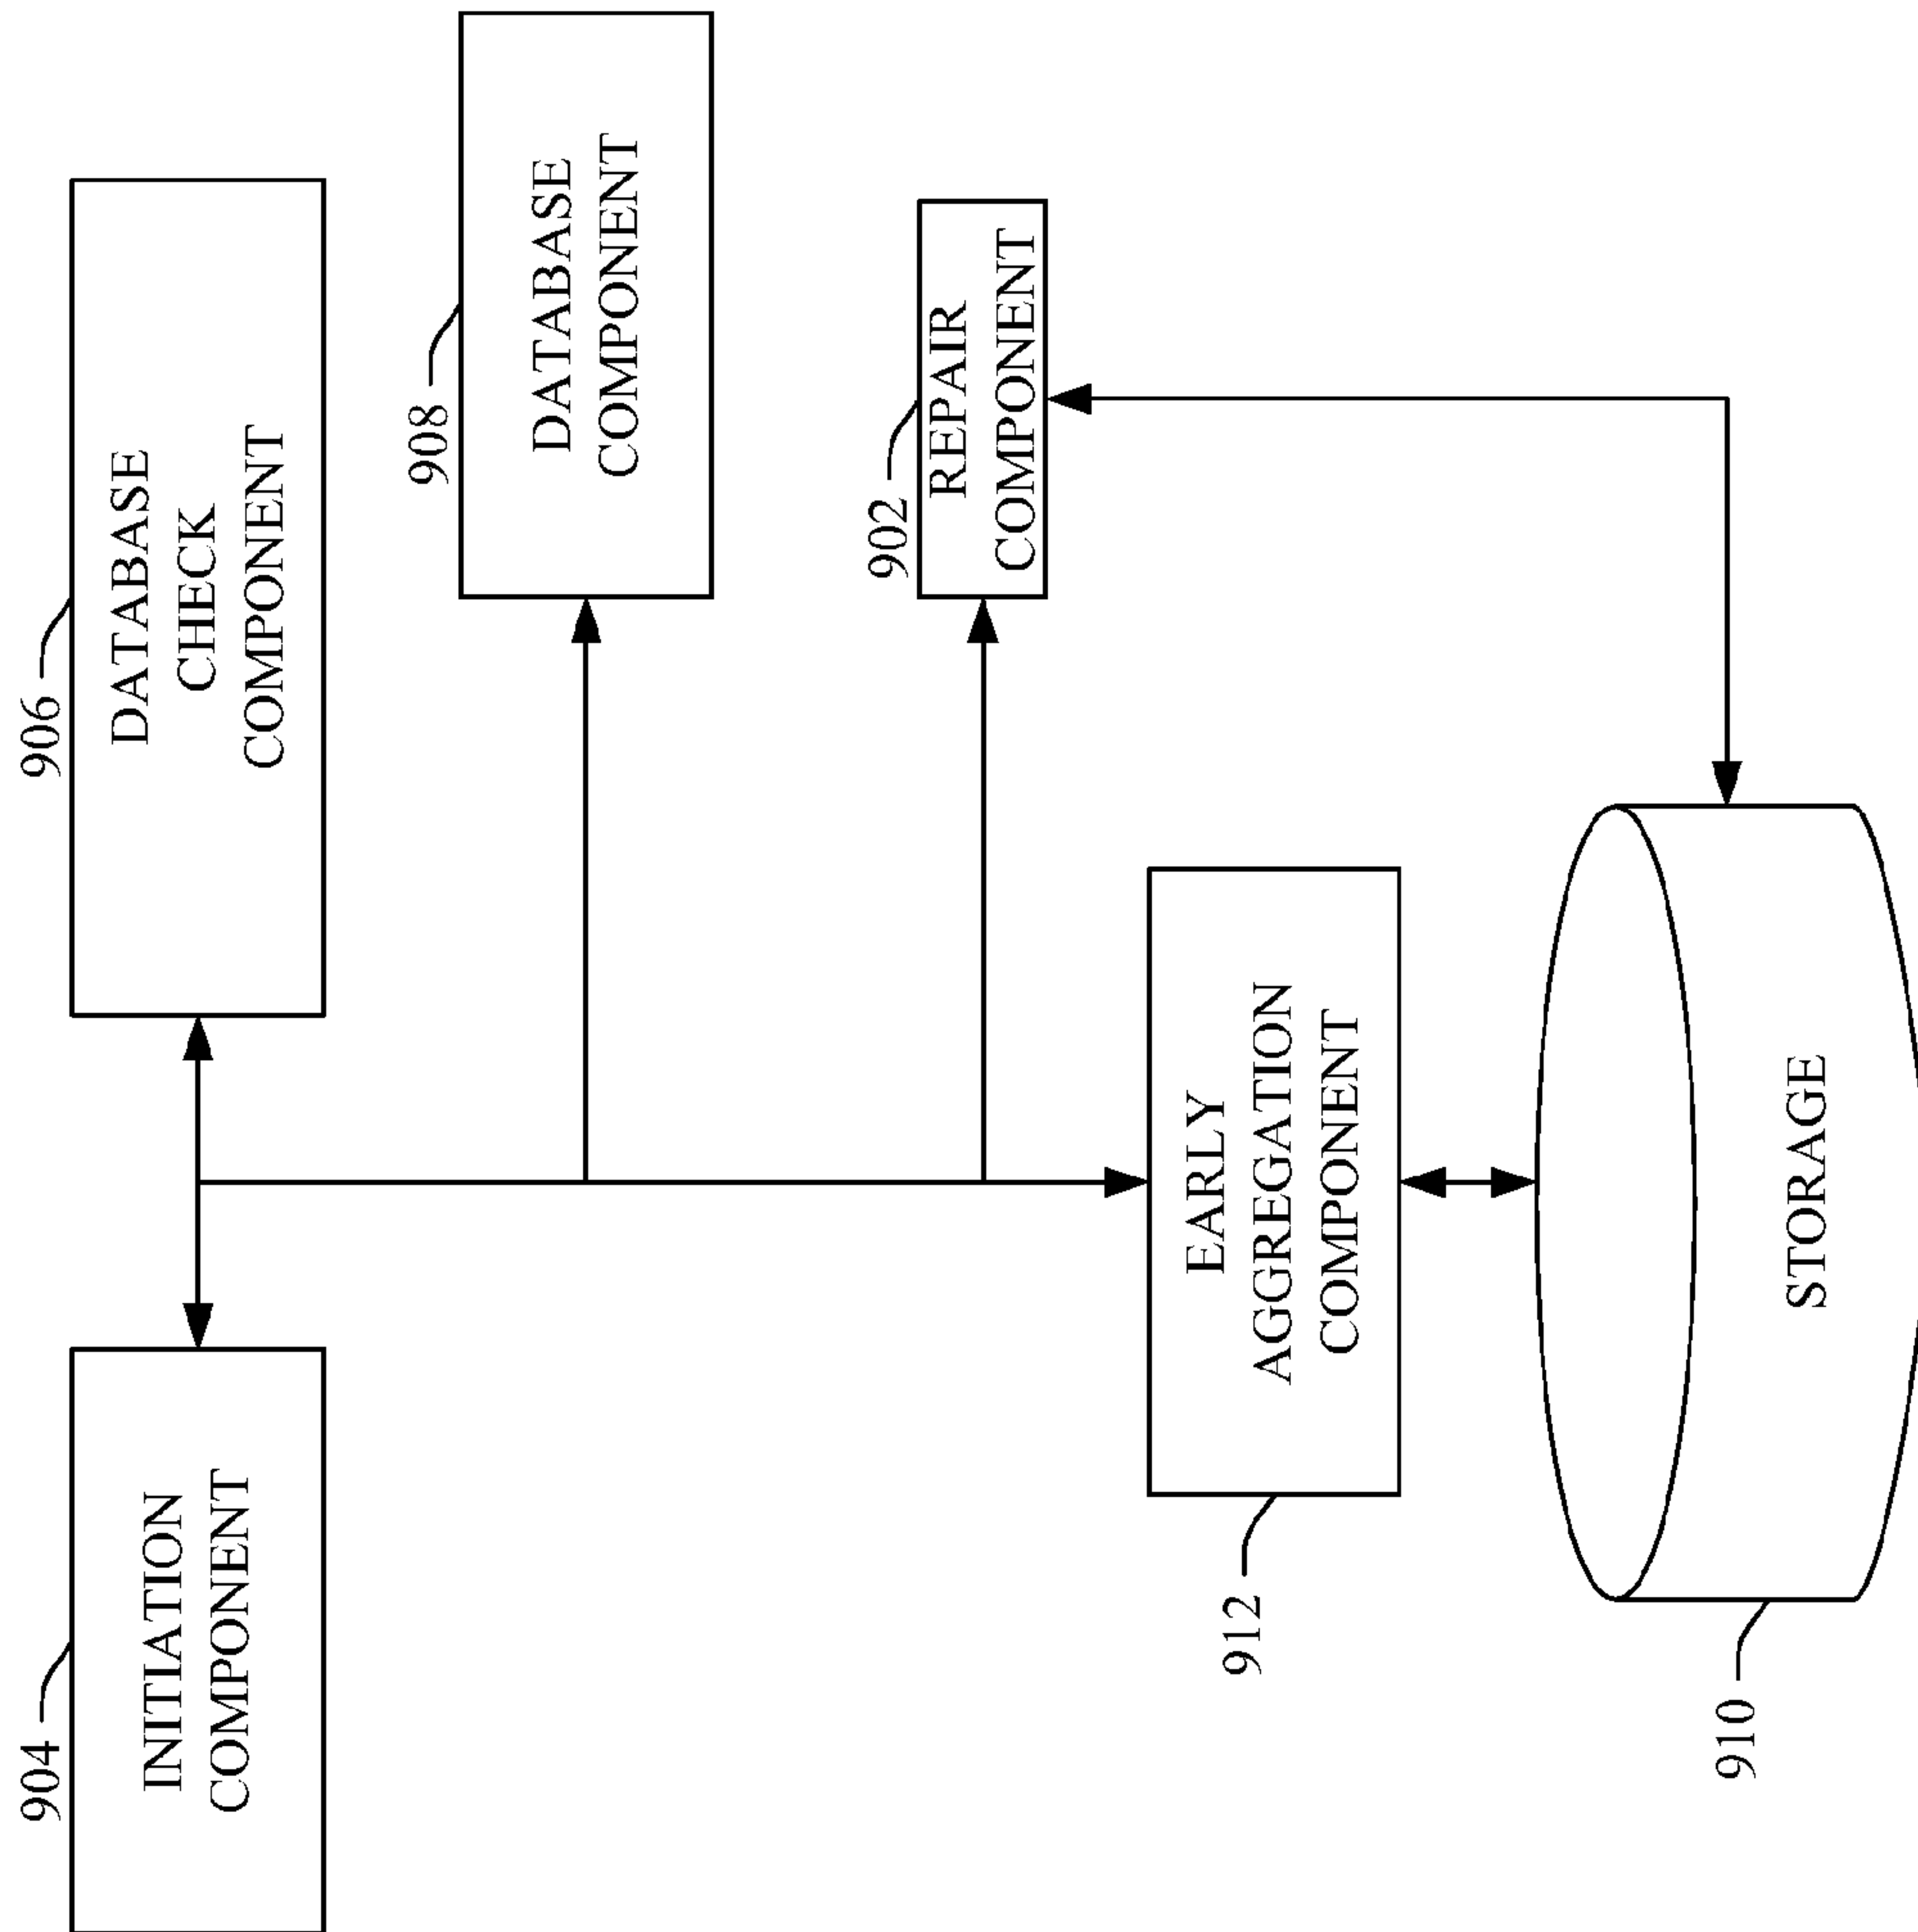 904
INITIATION
COMPONENT
906
DATABASE
CHECK
COMPONENT
908
DATABASE
COMPONENT
902
REPAIR
COMPONENT
912
EARLY
AGGREGATION
COMPONENT
910
STORAGE